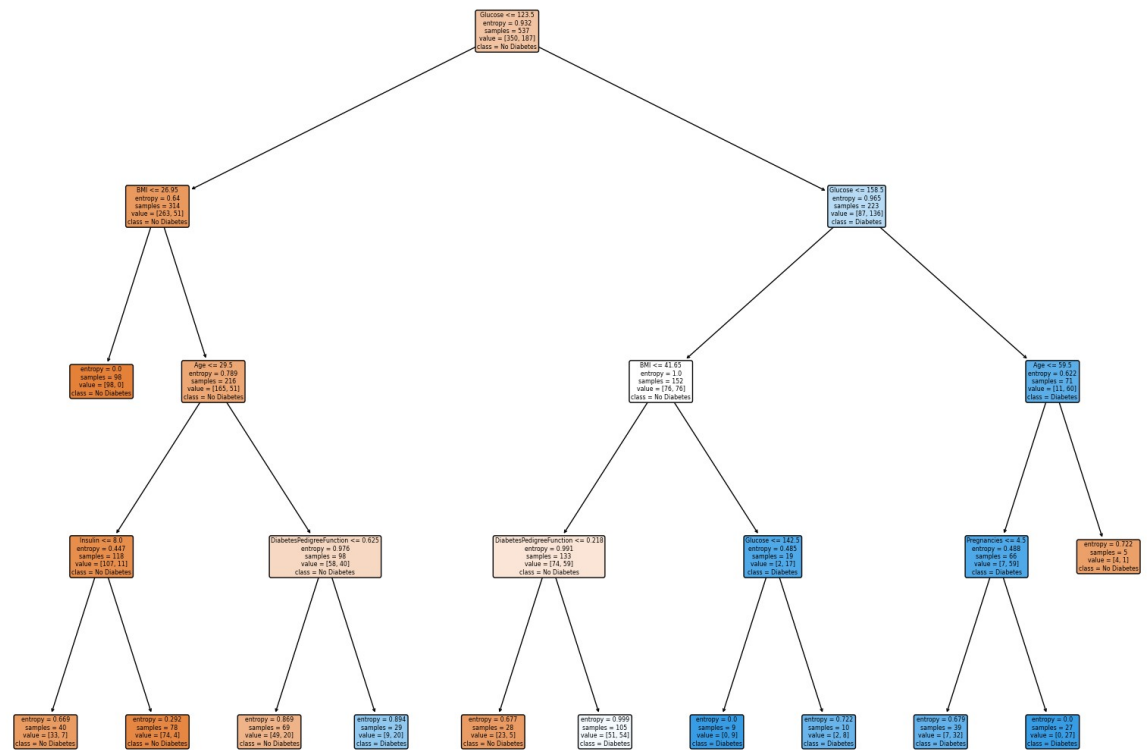 Glucose <= 123.5
entropy = 0.932
samples = 537
value = [350, 187]
class = No Diabetes
BMI <= 26.95
entropy = 0.64
samples = 314
value = [263, 51]
class = No Diabetes
Glucose <= 158.5
entropy = 0.965
samples = 223
value = [87, 136]
class = Diabetes
entropy = 0.0
samples = 98
value = [98, 0]
class = No Diabetes
Age <= 29.5
entropy = 0.789
samples = 216
value = [165, 51]
class = No Diabetes
BMI <= 41.65
entropy = 1.0
samples = 152
value = [76, 76]
class = No Diabetes
Age <= 59.5
entropy = 0.622
samples = 71
value = [11, 60]
class = Diabetes
Insulin <= 8.0
entropy = 0.447
samples = 118
value = [107, 11]
class = No Diabetes
DiabetesPedigreeFunction <= 0.625
entropy = 0.976
samples = 98
value = [58, 40]
class = No Diabetes
DiabetesPedigreeFunction <= 0.218
entropy = 0.991
samples = 133
value = [74, 59]
class = No Diabetes
Glucose <= 142.5
entropy = 0.485
samples = 19
value = [2, 17]
class = Diabetes
Pregnancies <= 4.5
entropy = 0.488
samples = 66
value = [7, 59]
class = Diabetes
entropy = 0.722
samples = 5
value = [4, 1]
class = No Diabetes
entropy = 0.669
samples = 40
value = [33, 7]
class = No Diabetes
entropy = 0.292
samples = 78
value = [74, 4]
class = No Diabetes
entropy = 0.869
samples = 69
value = [49, 20]
class = No Diabetes
entropy = 0.894
samples = 29
value = [9, 20]
class = Diabetes
entropy = 0.677
samples = 28
value = [23, 5]
class = No Diabetes
entropy = 0.999
samples = 105
value = [51, 54]
class = Diabetes
entropy = 0.0
samples = 9
value = [0, 9]
class = Diabetes
entropy = 0.722
samples = 10
value = [2, 8]
class = Diabetes
entropy = 0.679
samples = 39
value = [7, 32]
class = Diabetes
entropy = 0.0
samples = 27
value = [0, 27]
class = Diabetes